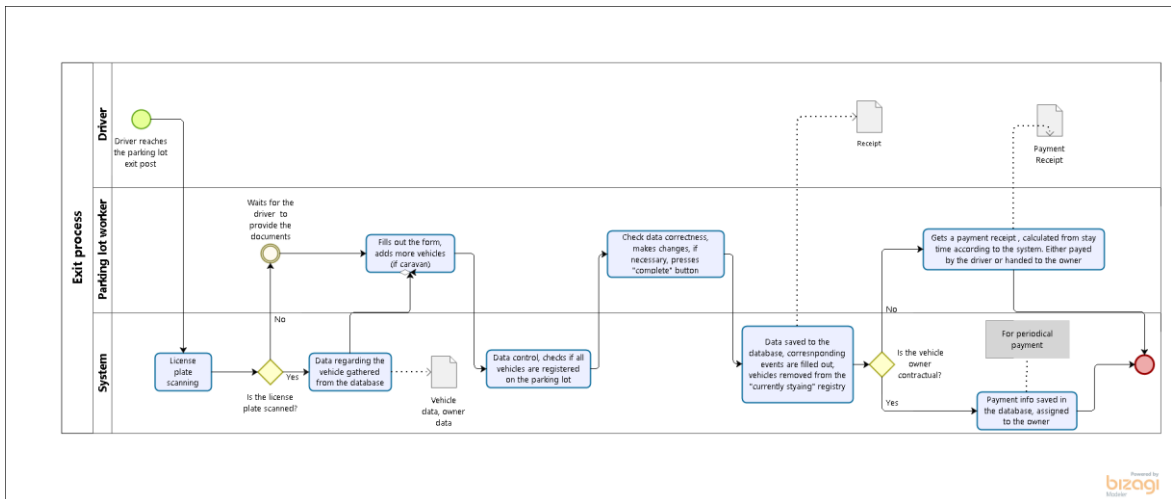 Exit process
Driver
Driver reaches
the parking lot
exit post
Receipt
Payment
Receipt
Parking lot worker
Waits for the
driver to
provide the
documents
Fills out the form,
adds more vehicles
(if caravan)
Check data correctness,
makes changes, if
necessary, presses
"complete" button
Gets a payment receipt , calculated from stay
time according to the system. Either payed
by the driver or handed to the owner
No
No
System
License
plate scanning
Is the license
plate scanned?
Yes
Data regarding the
vehicle gathered
from the database
Vehicle
data, owner
data
Data control, checks if all
vehicles are registered
on the parking lot
Data saved to the
database, corresnponding
events are filled out,
vehicles removed from the
"currently styaing" registry
Is the vehicle
owner
contractual?
Yes
For periodical
payment
Payment info saved in
the database, assigned
to the owner
Powered by
bizagi
Modeler